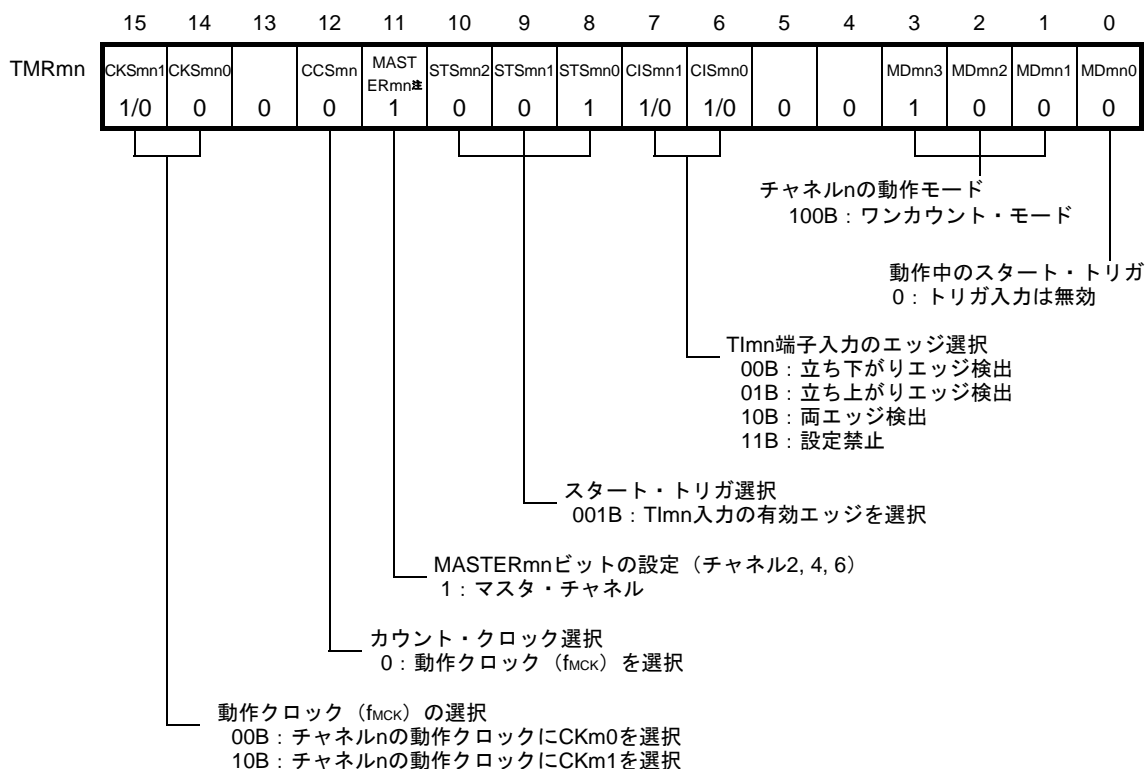 15 14 13 12 11 10 9 8 7 6 5 4 3 2 1 0
TMRmn CKSmn1 CKSmn0 CCSmn MAST ERmn注 STSmn2 STSmn1 STSmn0 CISmn1 CISmn0 MDmn3 MDmn2 MDmn1 MDmn0
1/0 0 0 0 1 0 0 1 1/0 1/0 0 0 1 0 0 0
チャネルnの動作モード
100B：ワンカウント・モード
動作中のスタート・トリガ
0：トリガ入力は無効
TImn端子入力のエッジ選択
00B：立ち下がりエッジ検出
01B：立ち上がりエッジ検出
10B：両エッジ検出
11B：設定禁止
スタート・トリガ選択
001B：TImn入力の有効エッジを選択
MASTERmnビットの設定（チャネル2, 4, 6）
1：マスタ・チャネル
カウント・クロック選択
0：動作クロック（fMCK）を選択
動作クロック（fMCK）の選択
00B：チャネルnの動作クロックにCKm0を選択
10B：チャネルnの動作クロックにCKm1を選択